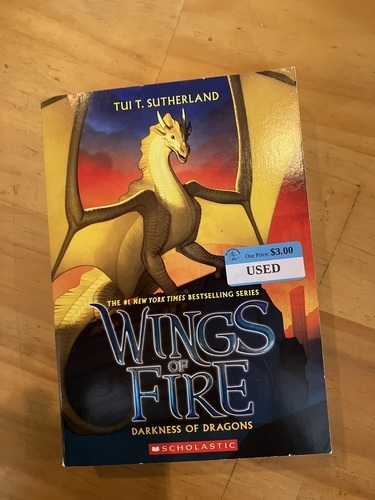 TUI T. SUTHERLAND
Our Price: $3.00
USED
THE #1 NEW YORK TIMES BESTSELLING SERIES
WINGS
OF
FIRE
DARKNESS OF DRAGONS
SCHOLASTIC